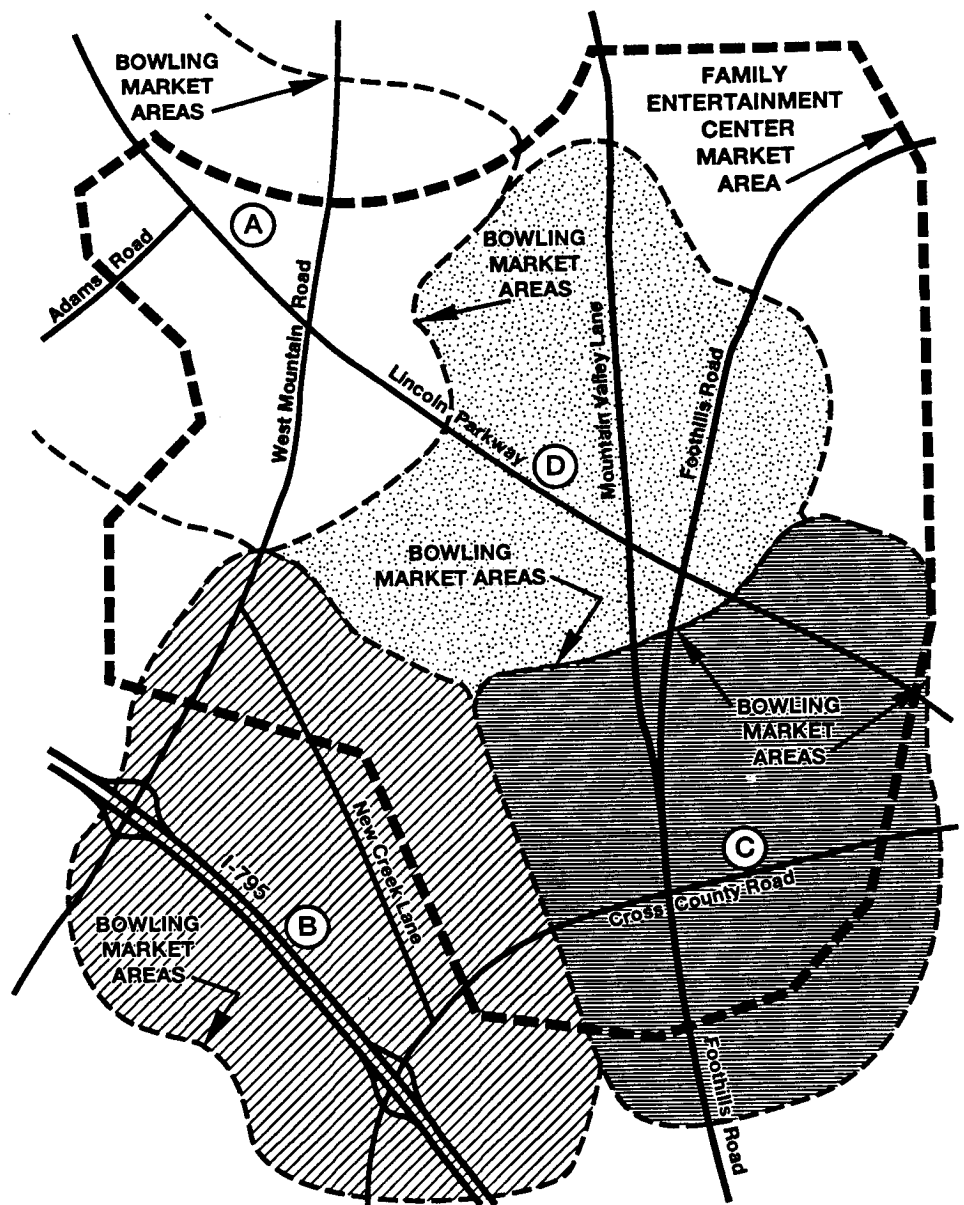 BOWLING
MARKET
AREAS
FAMILY
ENTERTAINMENT
CENTER
MARKET
AREA
A
Adams Road
BOWLING
MARKET
AREAS
West Mountain Road
Lincoln Parkway
Mountain Valley Lane
Foothills Road
D
BOWLING
MARKET AREAS
BOWLING
MARKET
AREAS
New Creek Lane
I-795
C
Cross County Road
B
BOWLING
MARKET
AREAS
Foothills Road